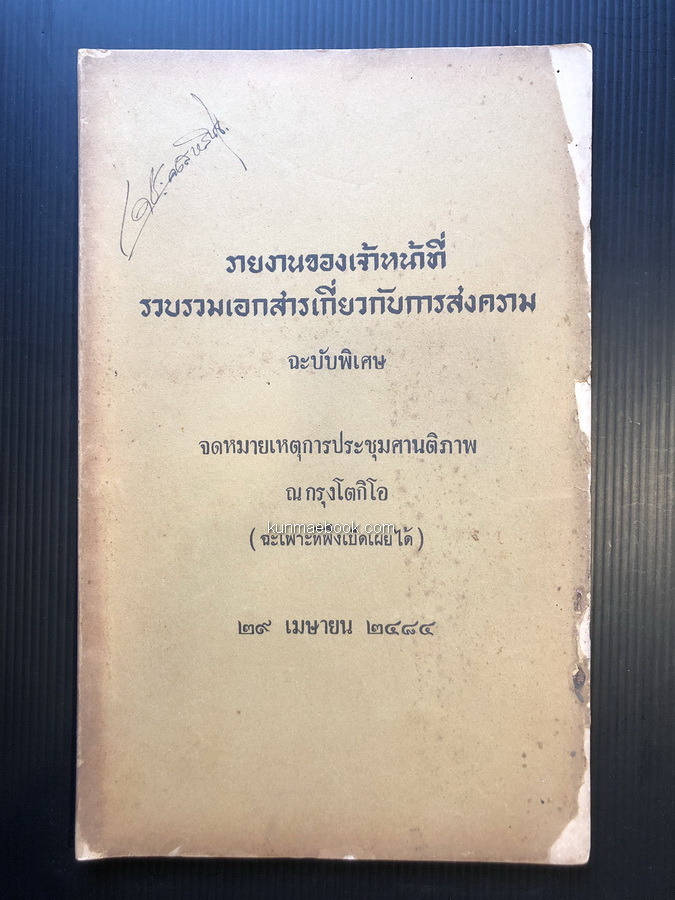 รายงานของเจ้าหน้าที่
รวบรวมเอกสารเกี่ยวกับการสงคราม
ฉะบับพิเศษ
จดหมายเหตุการประชุมศานติภาพ
ณ กรุงโตกิโอ
kunmaebook.com
( ฉะเพาะที่พึงเปิดเผยได้ )
๒๙ เมษายน ๒๔๘๔